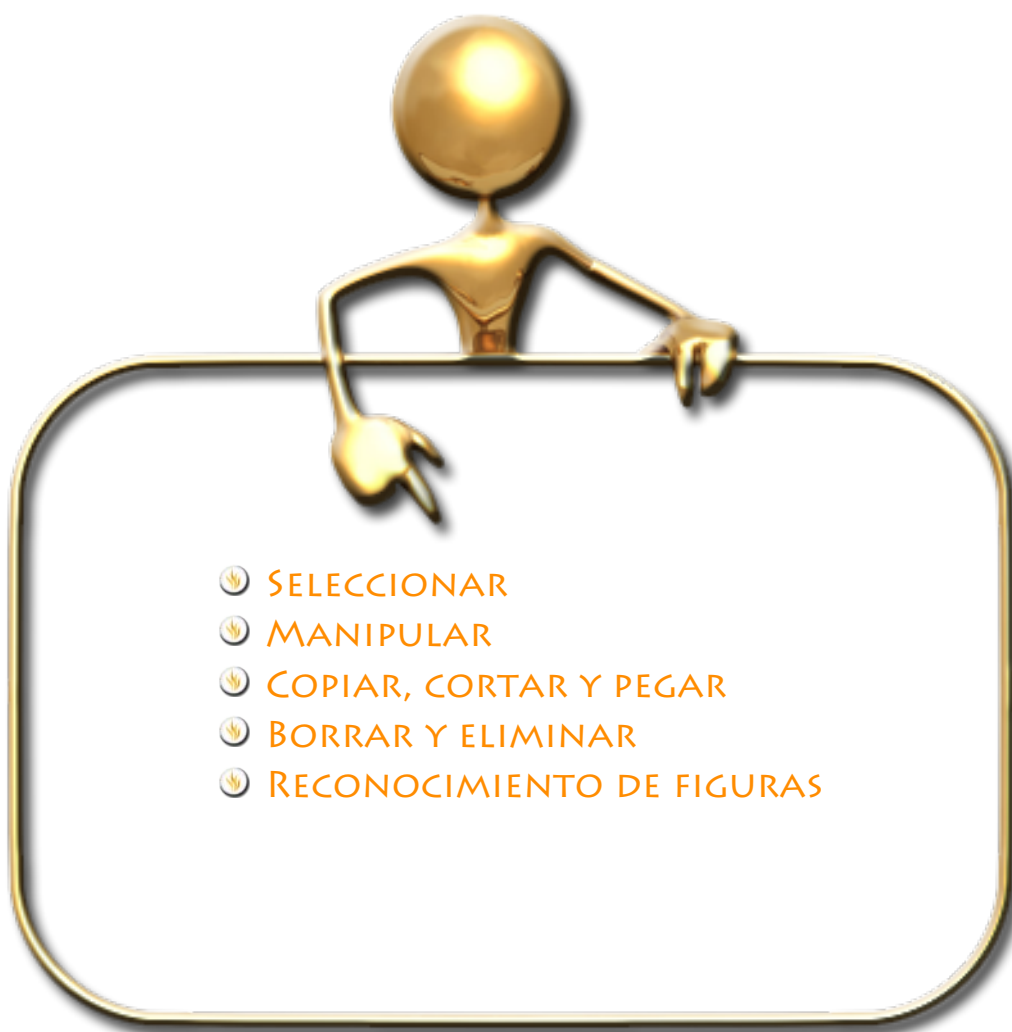 Seleccionar
Manipular
Copiar, cortar y pegar
Borrar y eliminar
Reconocimiento de figuras